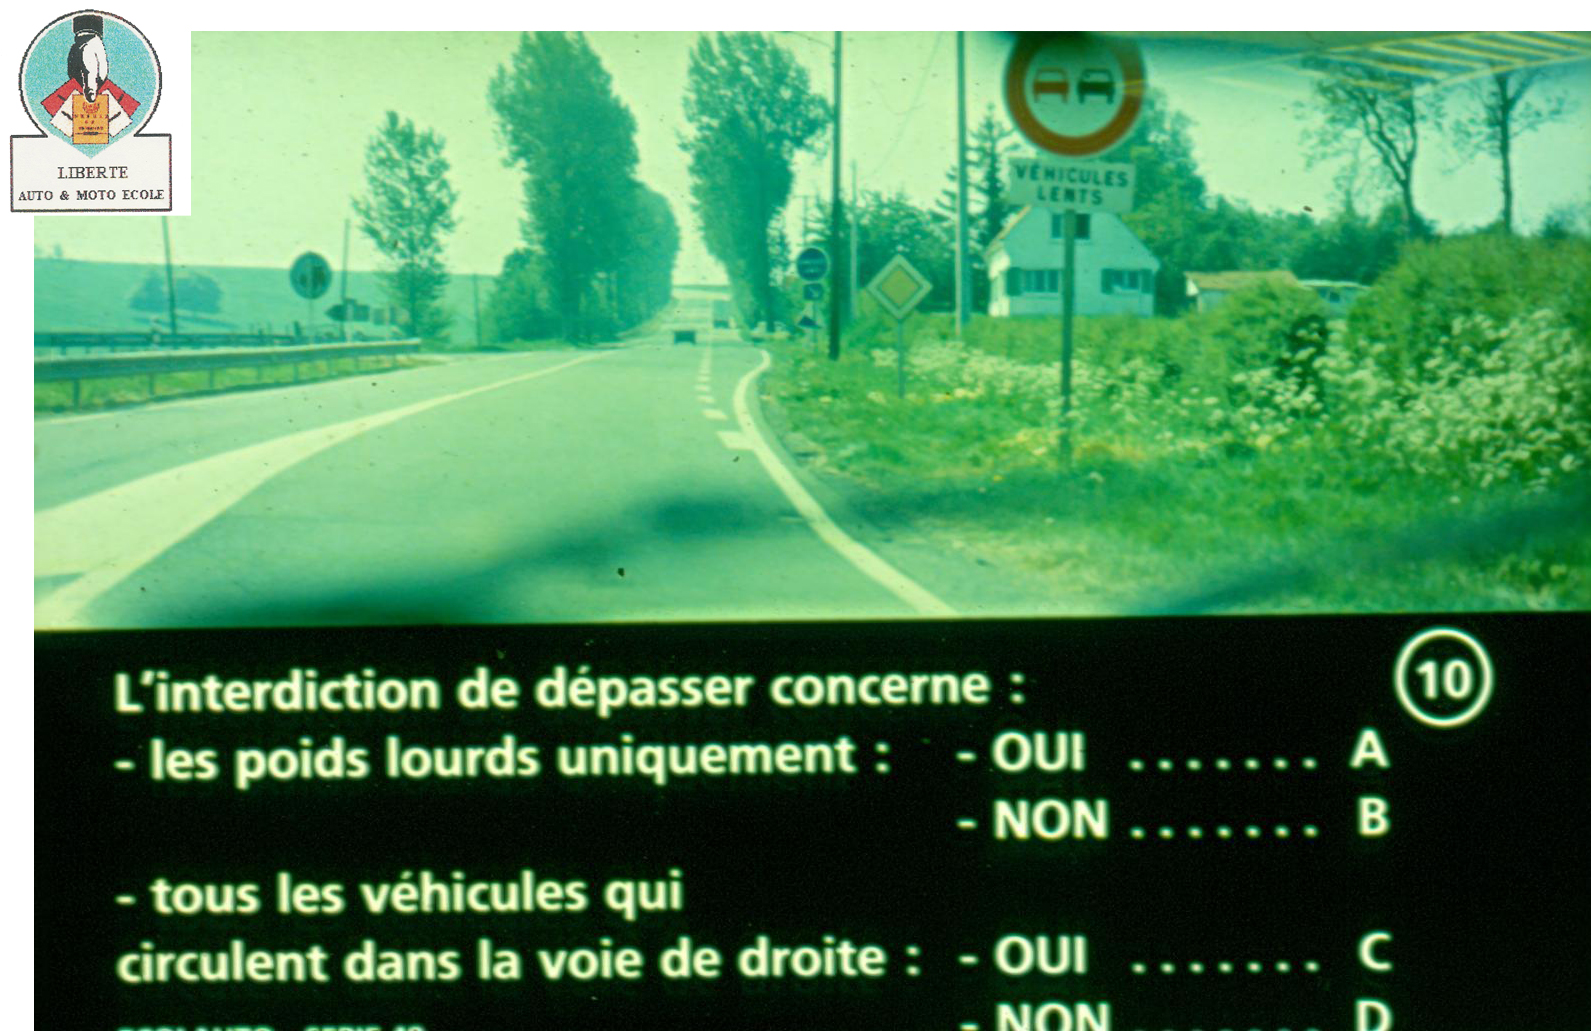 LIBERTE
AUTO & MOTO ECOLE
VÉHICULES
LENTS
10
L'interdiction de dépasser concerne :
- les poids lourds uniquement : - OUI ....... A
- NON ....... B
- tous les véhicules qui
circulent dans la voie de droite : - OUI ....... C
- NON ....... D